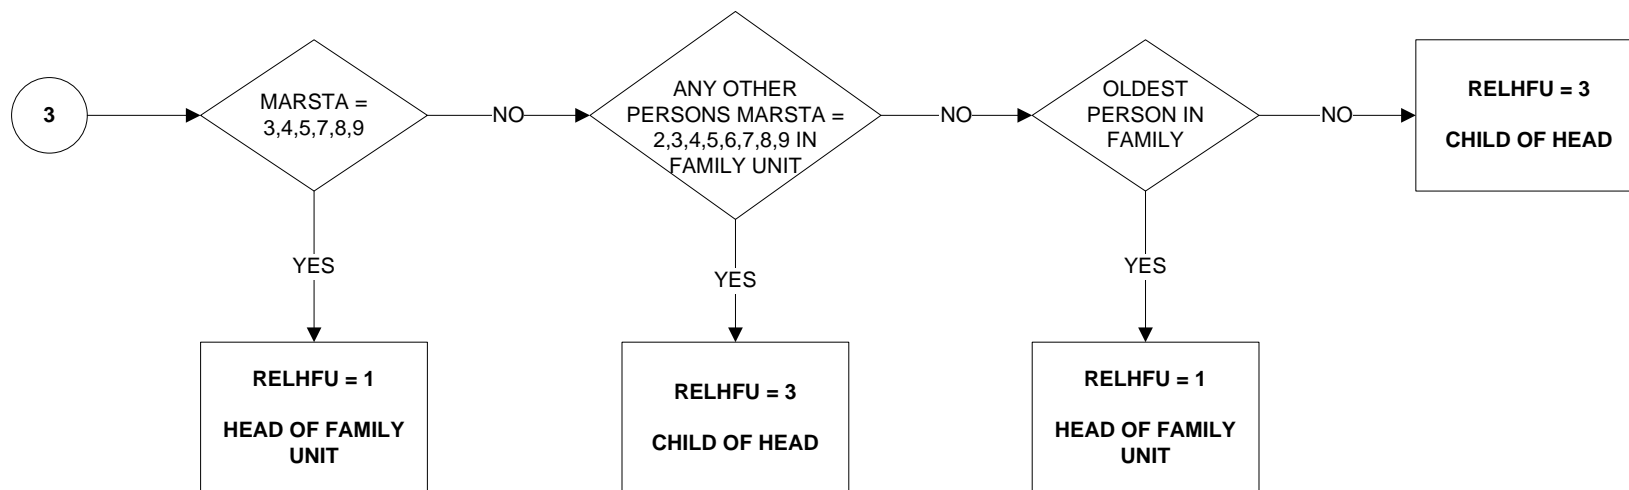 3
MARSTA =
3,4,5,7,8,9
NO
ANY OTHER
PERSONS MARSTA =
2,3,4,5,6,7,8,9 IN
FAMILY UNIT
NO
OLDEST
PERSON IN
FAMILY
NO
RELHFU = 3
CHILD OF HEAD
YES
YES
YES
RELHFU = 1
HEAD OF FAMILY
UNIT
RELHFU = 3
CHILD OF HEAD
RELHFU = 1
HEAD OF FAMILY
UNIT